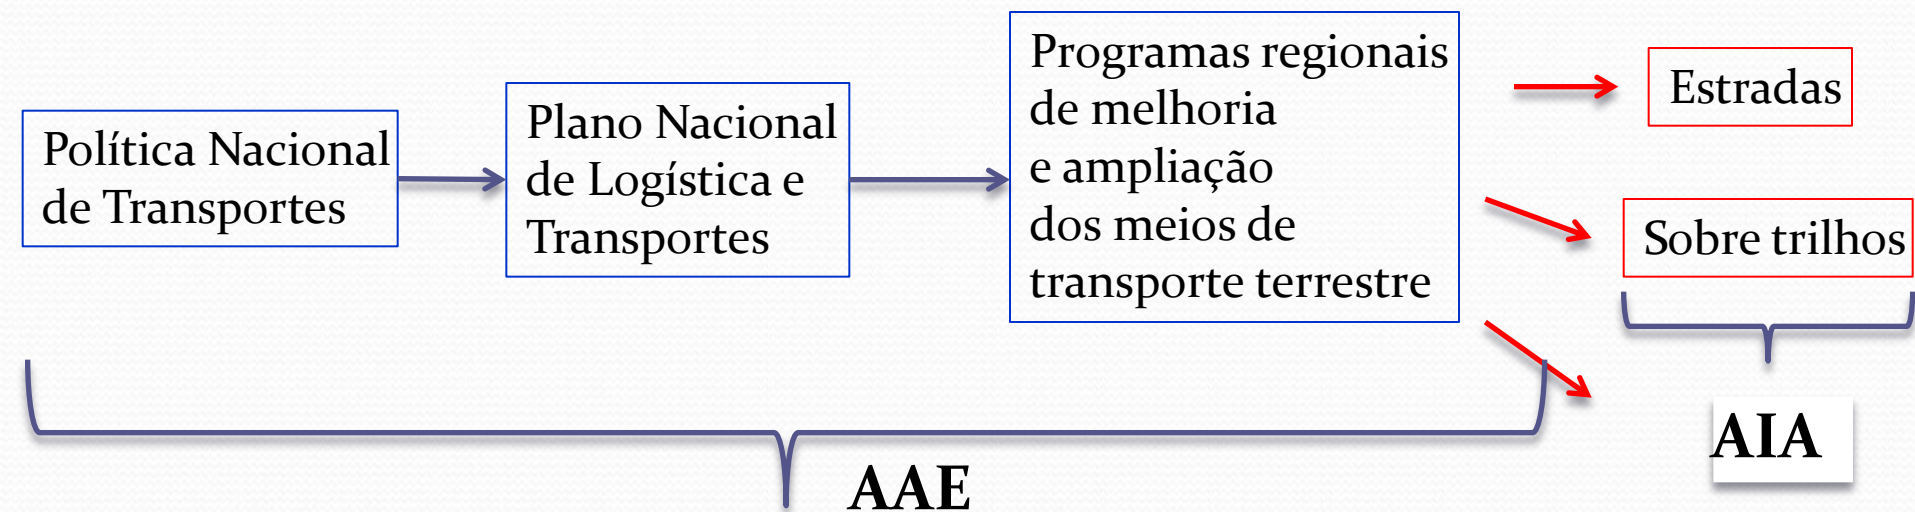 Política Nacional
de Transportes
Plano Nacional
de Logística e
Transportes
Programas regionais
de melhoria
e ampliação
dos meios de
transporte terrestre
Estradas
Sobre trilhos
AIA
AAE